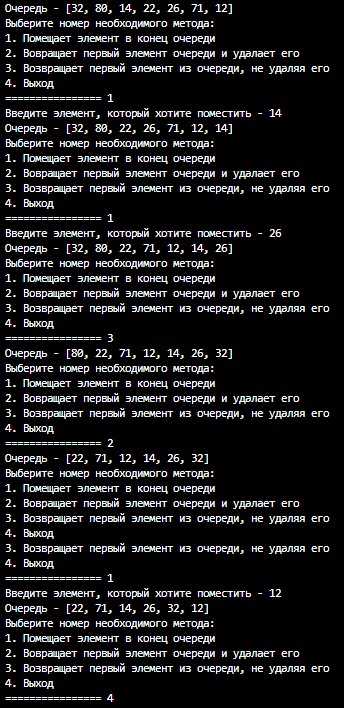 Очередь - [32, 80, 14, 22, 26, 71, 12]
Выберите номер необходимого метода:
1. Помещает элемент в конец очереди
2. Вовращает первый элемент очереди и удалает его
3. Возвращает первый элемент из очереди, не удаляя его
4. Выход
================ 1
Введите элемент, который хотите поместить - 14
Очередь - [32, 80, 22, 26, 71, 12, 14]
Выберите номер необходимого метода:
1. Помещает элемент в конец очереди
2. Вовращает первый элемент очереди и удалает его
3. Возвращает первый элемент из очереди, не удаляя его
4. Выход
================ 1
Введите элемент, который хотите поместить - 26
Очередь - [32, 80, 22, 71, 12, 14, 26]
Выберите номер необходимого метода:
1. Помещает элемент в конец очереди
2. Вовращает первый элемент очереди и удалает его
3. Возвращает первый элемент из очереди, не удаляя его
4. Выход
================ 3
Очередь - [80, 22, 71, 12, 14, 26, 32]
Выберите номер необходимого метода:
1. Помещает элемент в конец очереди
2. Вовращает первый элемент очереди и удалает его
3. Возвращает первый элемент из очереди, не удаляя его
4. Выход
================ 2
Очередь - [22, 71, 12, 14, 26, 32]
Выберите номер необходимого метода:
1. Помещает элемент в конец очереди
2. Вовращает первый элемент очереди и удалает его
3. Возвращает первый элемент из очереди, не удаляя его
4. Выход
3. Возвращает первый элемент из очереди, не удаляя его
4. Выход
================ 1
Введите элемент, который хотите поместить - 12
Очередь - [22, 71, 14, 26, 32, 12]
Выберите номер необходимого метода:
1. Помещает элемент в конец очереди
2. Вовращает первый элемент очереди и удалает его
3. Возвращает первый элемент из очереди, не удаляя его
4. Выход
================ 4